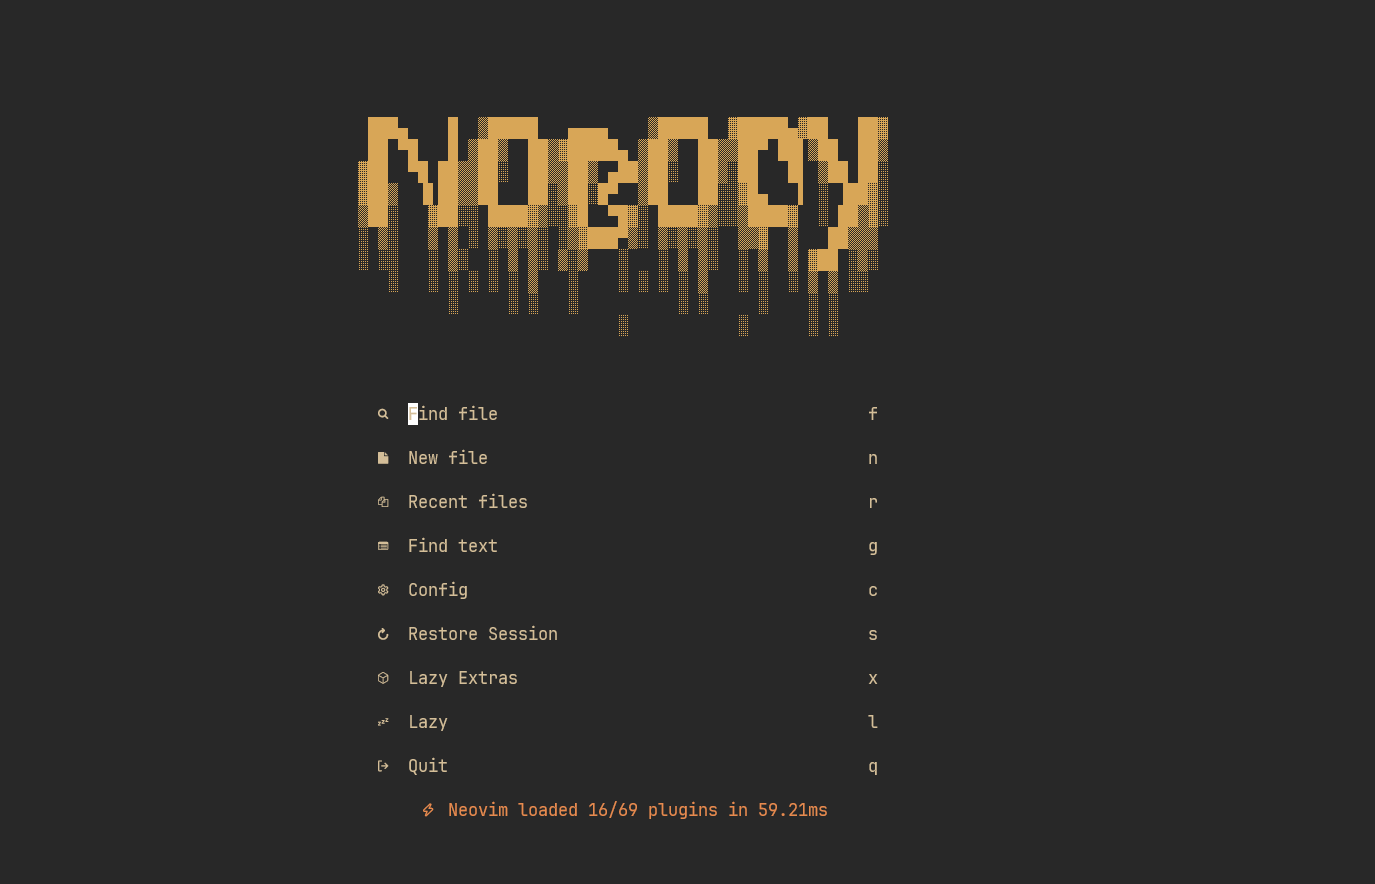 NOBODY
Find file f
New file n
Recent files r
Find text g
Config c
Restore Session s
Lazy Extras x
Lazy l
Quit q
Neovim loaded 16/69 plugins in 59.21ms